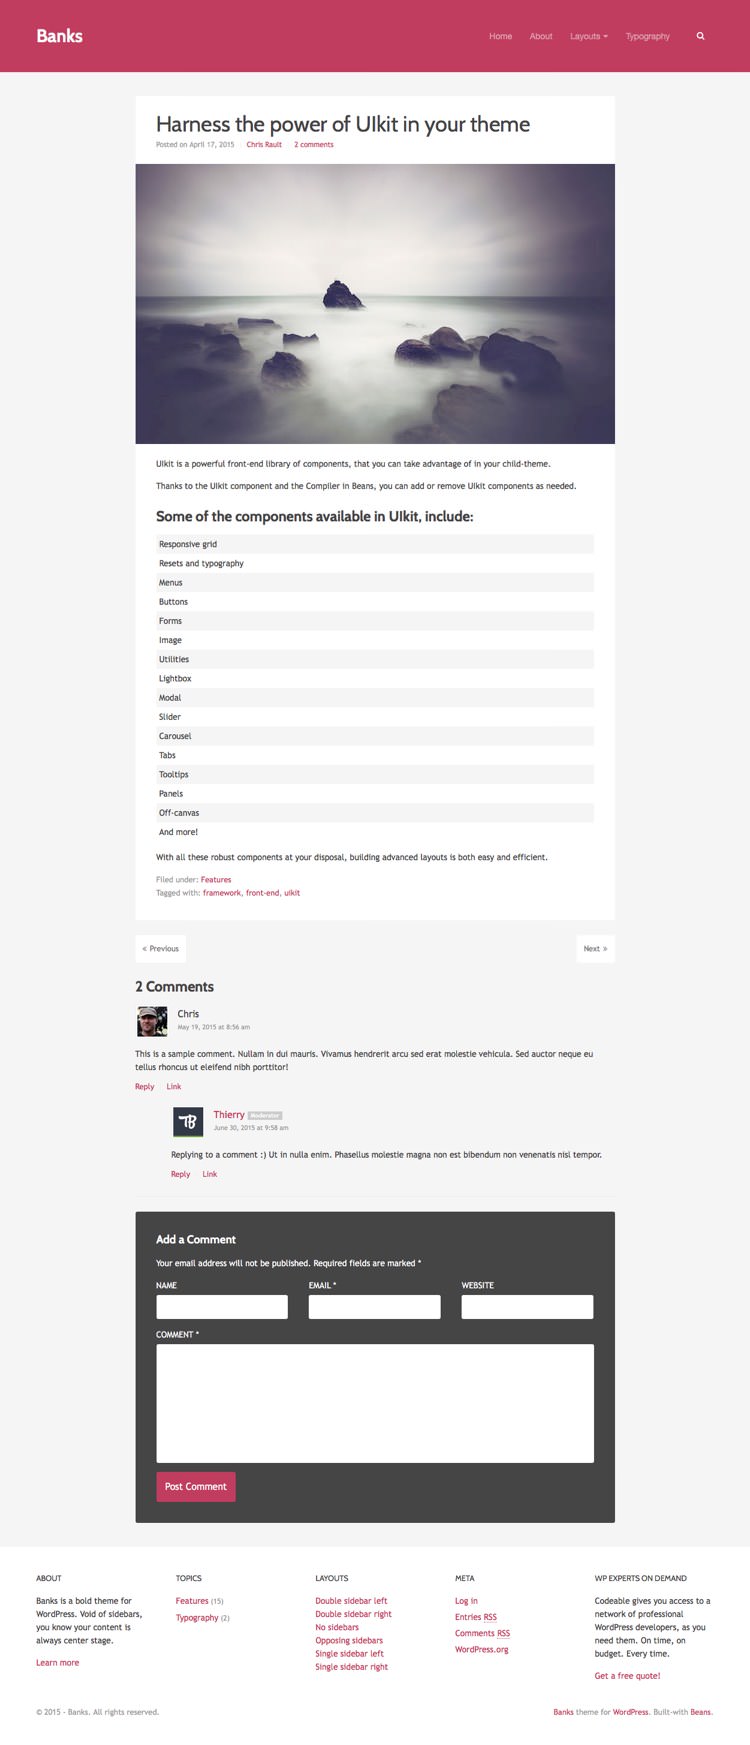 Banks
Home About Layouts Typography
Harness the power of UIkit in your theme
Posted on April 17, 2015 Chris Rault 2 comments
UIkit is a powerful front-end library of components, that you can take advantage of in your child-theme.
Thanks to the UIkit component and the Compiler in Beans, you can add or remove UIkit components as needed.
Some of the components available in UIkit, include:
Responsive grid
Resets and typography
Menus
Buttons
Forms
Image
Utilities
Lightbox
Modal
Slider
Carousel
Tabs
Tooltips
Panels
Off-canvas
And more!
With all these robust components at your disposal, building advanced layouts is both easy and efficient.
Filed under: Features
Tagged with: framework, front-end, uikit
« Previous
Next »
2 Comments
Chris
May 19, 2015 at 8:56 am
This is a sample comment. Nullam in dui mauris. Vivamus hendrerit arcu sed erat molestie vehicula. Sed auctor neque eu
tellus rhoncus ut eleifend nibh porttitor!
Reply Link
TB
Thierry Moderator
June 30, 2015 at 9:58 am
Replying to a comment :) Ut in nulla enim. Phasellus molestie magna non est bibendum non venenatis nisl tempor.
Reply Link
Add a Comment
Your email address will not be published. Required fields are marked *
NAME EMAIL * WEBSITE
COMMENT *
Post Comment
ABOUT
Banks is a bold theme for
WordPress. Void of sidebars,
you know your content is
always center stage.
Learn more
TOPICS
Features (15)
Typography (2)
LAYOUTS
Double sidebar left
Double sidebar right
No sidebars
Opposing sidebars
Single sidebar left
Single sidebar right
META
Log in
Entries RSS
Comments RSS
WordPress.org
WP EXPERTS ON DEMAND
Codeable gives you access to a
network of professional
WordPress developers, as you
need them. On time, on
budget. Every time.
Get a free quote!
© 2015 - Banks. All rights reserved.
Banks theme for WordPress. Built-with Beans.